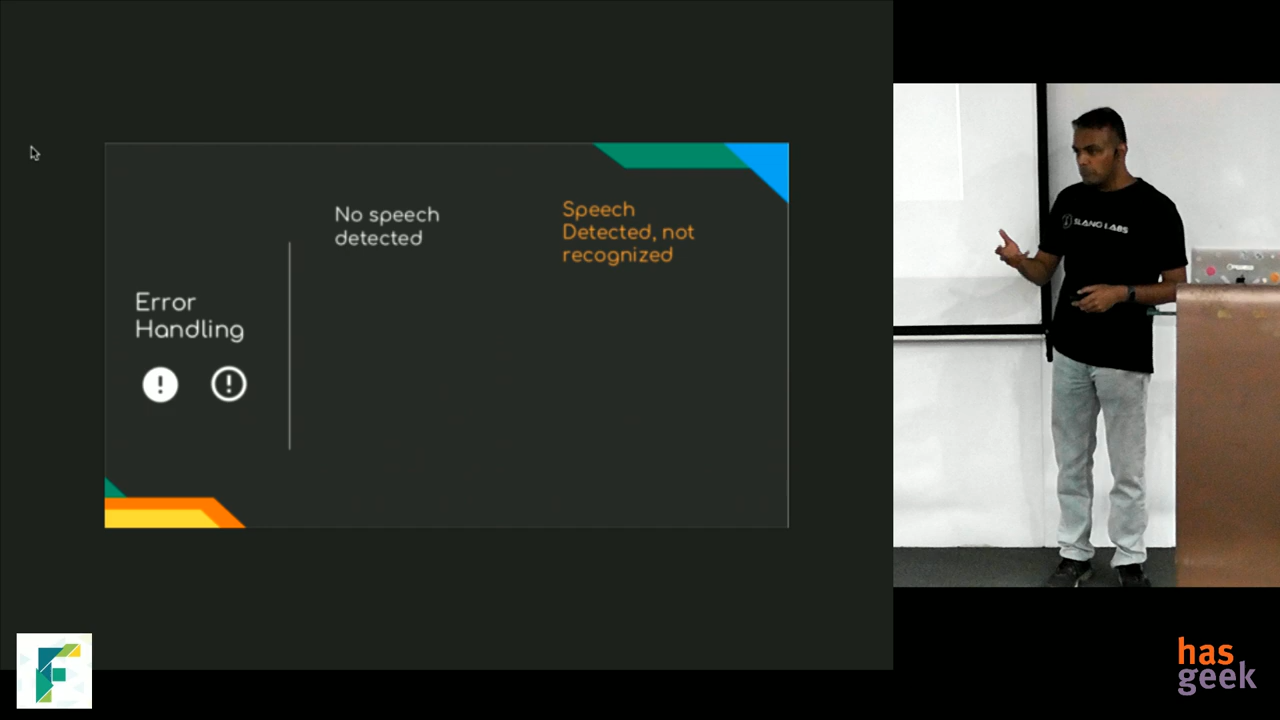 Error
Handling
No speech
detected
Speech
Detected, not
recognized
SLANG LABS
has
geek